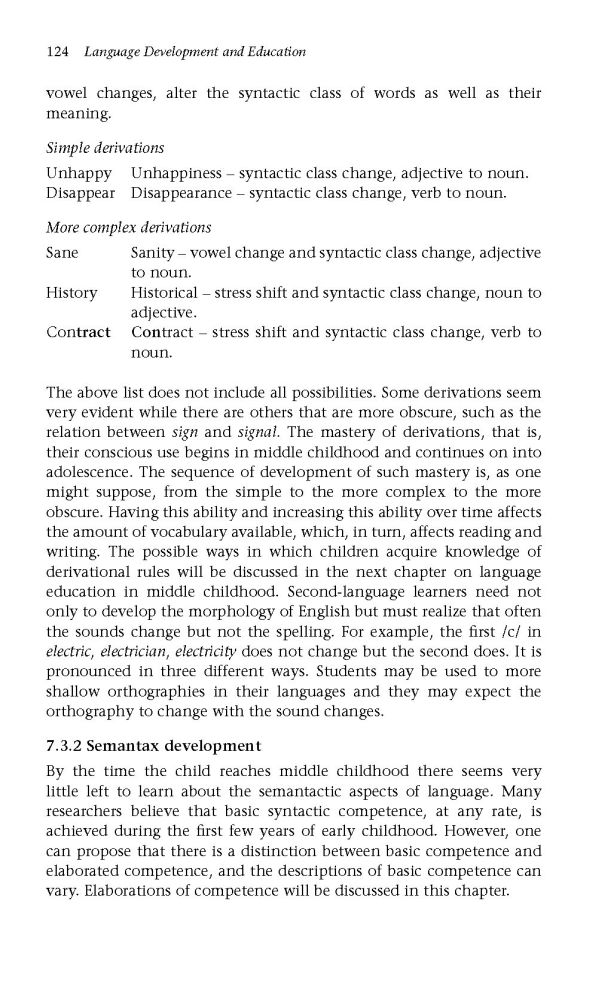 124 Language Development and Education
vowel changes, alter the syntactic class of words as well as their
meaning.
Simple derivations
Unhappy Unhappiness – syntactic class change, adjective to noun.
Disappear Disappearance – syntactic class change, verb to noun.
More complex derivations
Sane Sanity – vowel change and syntactic class change, adjective
to noun.
History Historical – stress shift and syntactic class change, noun to
adjective.
Contract Contract – stress shift and syntactic class change, verb to
noun.
The above list does not include all possibilities. Some derivations seem
very evident while there are others that are more obscure, such as the
relation between sign and signal. The mastery of derivations, that is,
their conscious use begins in middle childhood and continues on into
adolescence. The sequence of development of such mastery is, as one
might suppose, from the simple to the more complex to the more
obscure. Having this ability and increasing this ability over time affects
the amount of vocabulary available, which, in turn, affects reading and
writing. The possible ways in which children acquire knowledge of
derivational rules will be discussed in the next chapter on language
education in middle childhood. Second-language learners need not
only to develop the morphology of English but must realize that often
the sounds change but not the spelling. For example, the first /c/ in
electric, electrician, electricity does not change but the second does. It is
pronounced in three different ways. Students may be used to more
shallow orthographies in their languages and they may expect the
orthography to change with the sound changes.
7.3.2 Semantax development
By the time the child reaches middle childhood there seems very
little left to learn about the semantactic aspects of language. Many
researchers believe that basic syntactic competence, at any rate, is
achieved during the first few years of early childhood. However, one
can propose that there is a distinction between basic competence and
elaborated competence, and the descriptions of basic competence can
vary. Elaborations of competence will be discussed in this chapter.